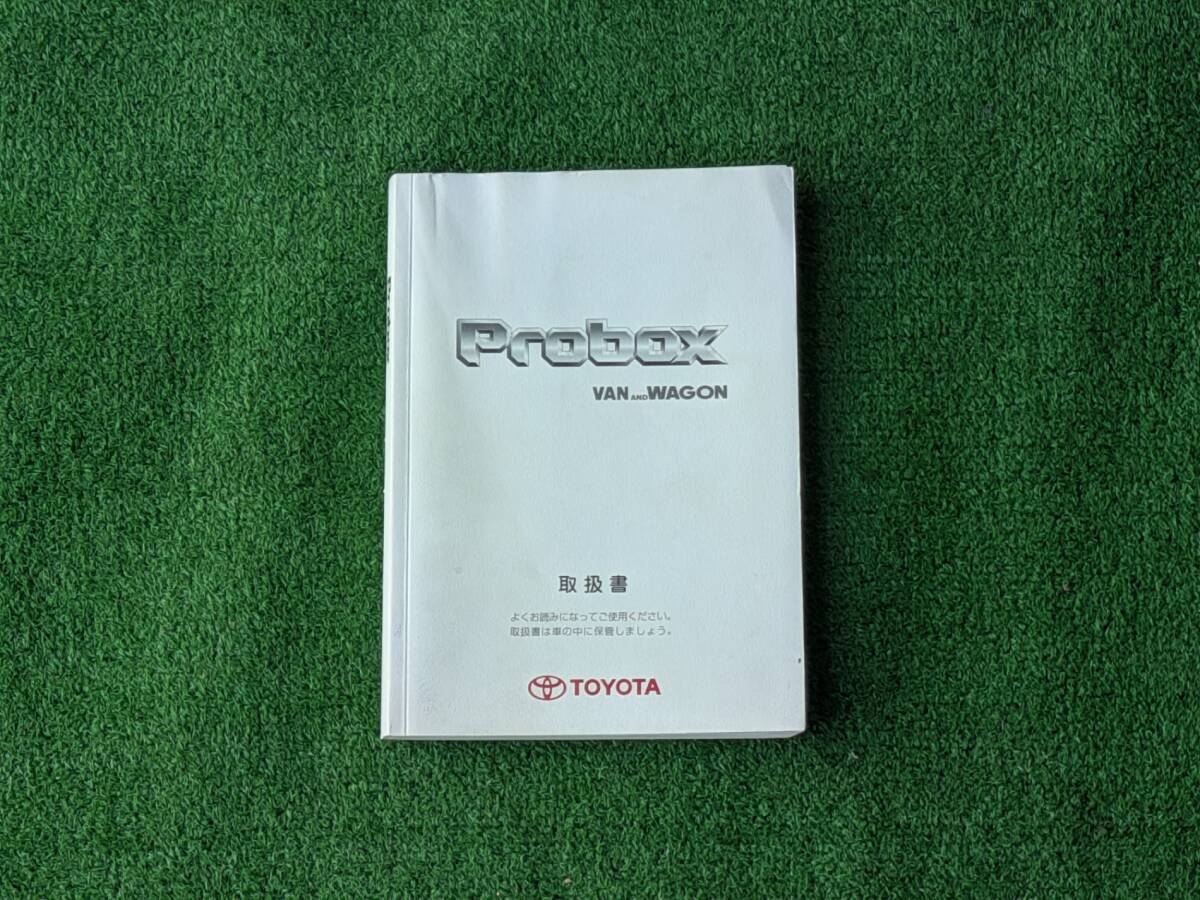 Probox
VAN AND WAGON
取扱書
よくお読みになってご使用ください。
取扱書は車の中に保管しましょう。
TOYOTA